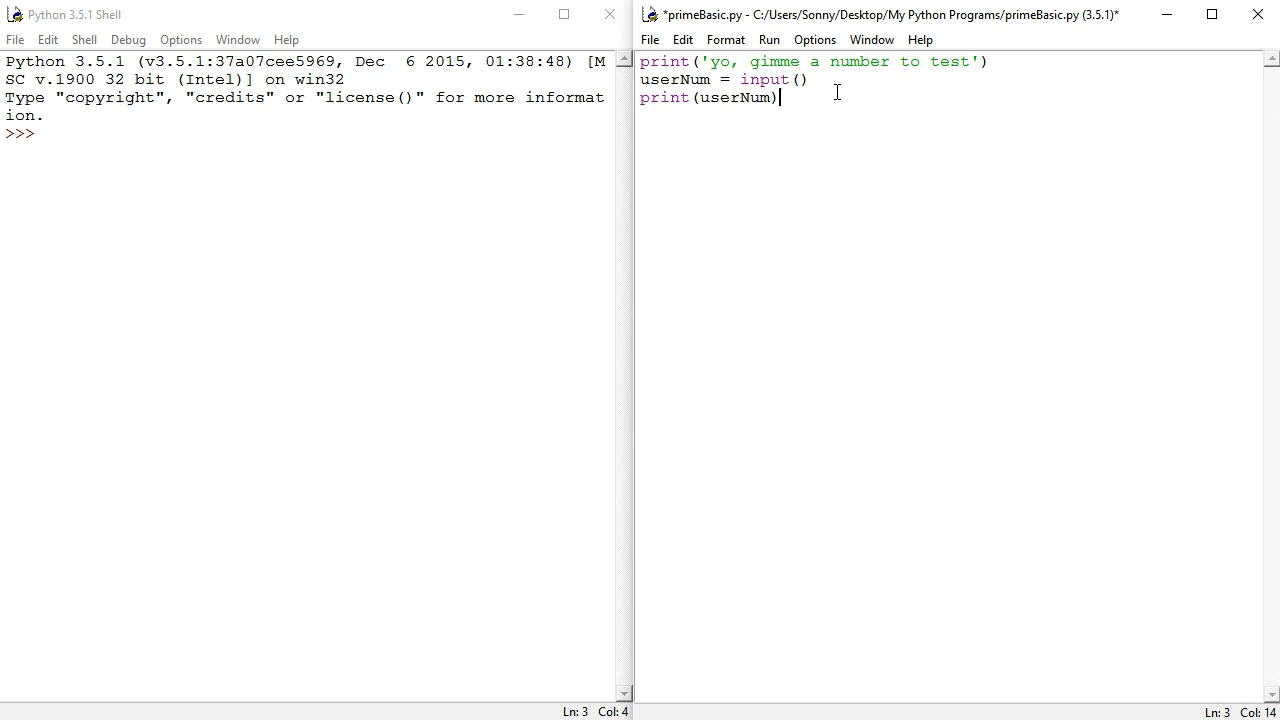 Python 3.5.1 Shell
File Edit Shell Debug Options Window Help
Python 3.5.1 (v3.5.1:37a07cee5969, Dec  6 2015, 01:38:48) [M
SC v.1900 32 bit (Intel)] on win32
Type "copyright", "credits" or "license()" for more informat
ion.
>>>
Ln: 3 Col: 4
*primeBasic.py - C:/Users/Sonny/Desktop/My Python Programs/primeBasic.py (3.5.1)*
File Edit Format Run Options Window Help
print('yo, gimme a number to test')
userNum = input()
print(userNum)
Ln: 3 Col: 14